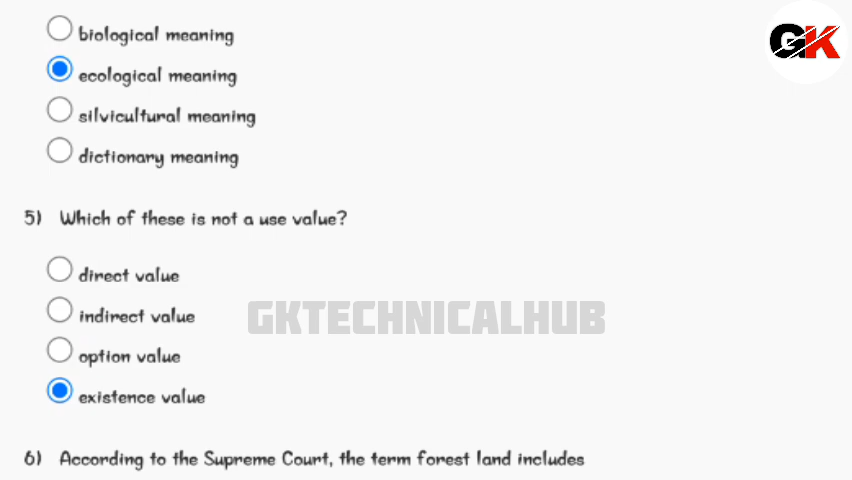 biological meaning
GK
ecological meaning
silvicultural meaning
dictionary meaning
5) Which of these is not a use value?
direct value
indirect value
GKTECHNICALHUB
option value
existence value
6) According to the Supreme Court, the term forest land includes